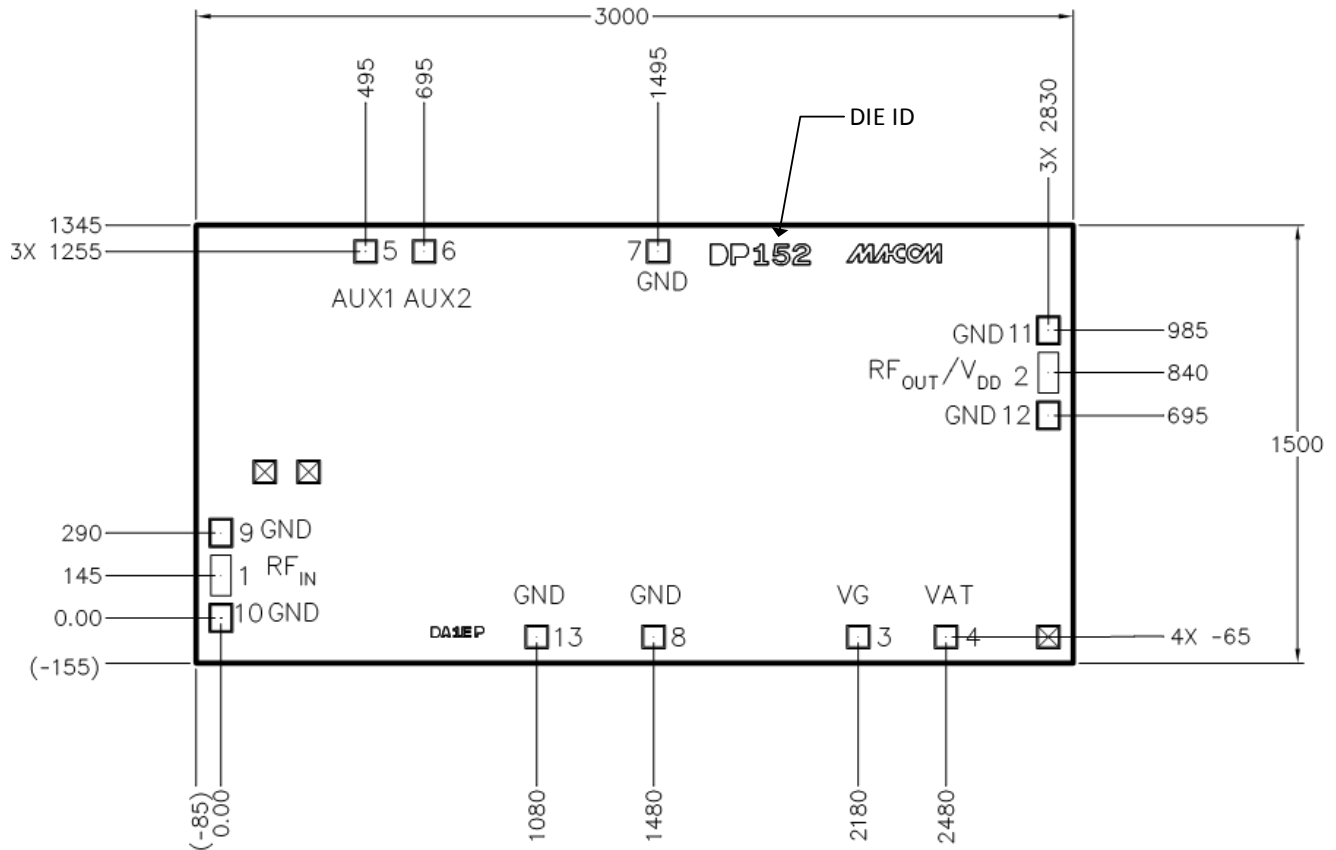 3000
495
695
1495
3X 2830
DIE ID
1345
3X 1255
5
6
7
DP152
MACOM
AUX1 AUX2
GND
GND 11
985
RFOUT/VDD 2
840
GND 12
695
1500
290
9 GND
145
1 RFIN
0.00
10 GND
GND
GND
VG
VAT
DA1EP
13
8
3
4
4X -65
(-155)
(-85)
0.00
1080
1480
2180
2480